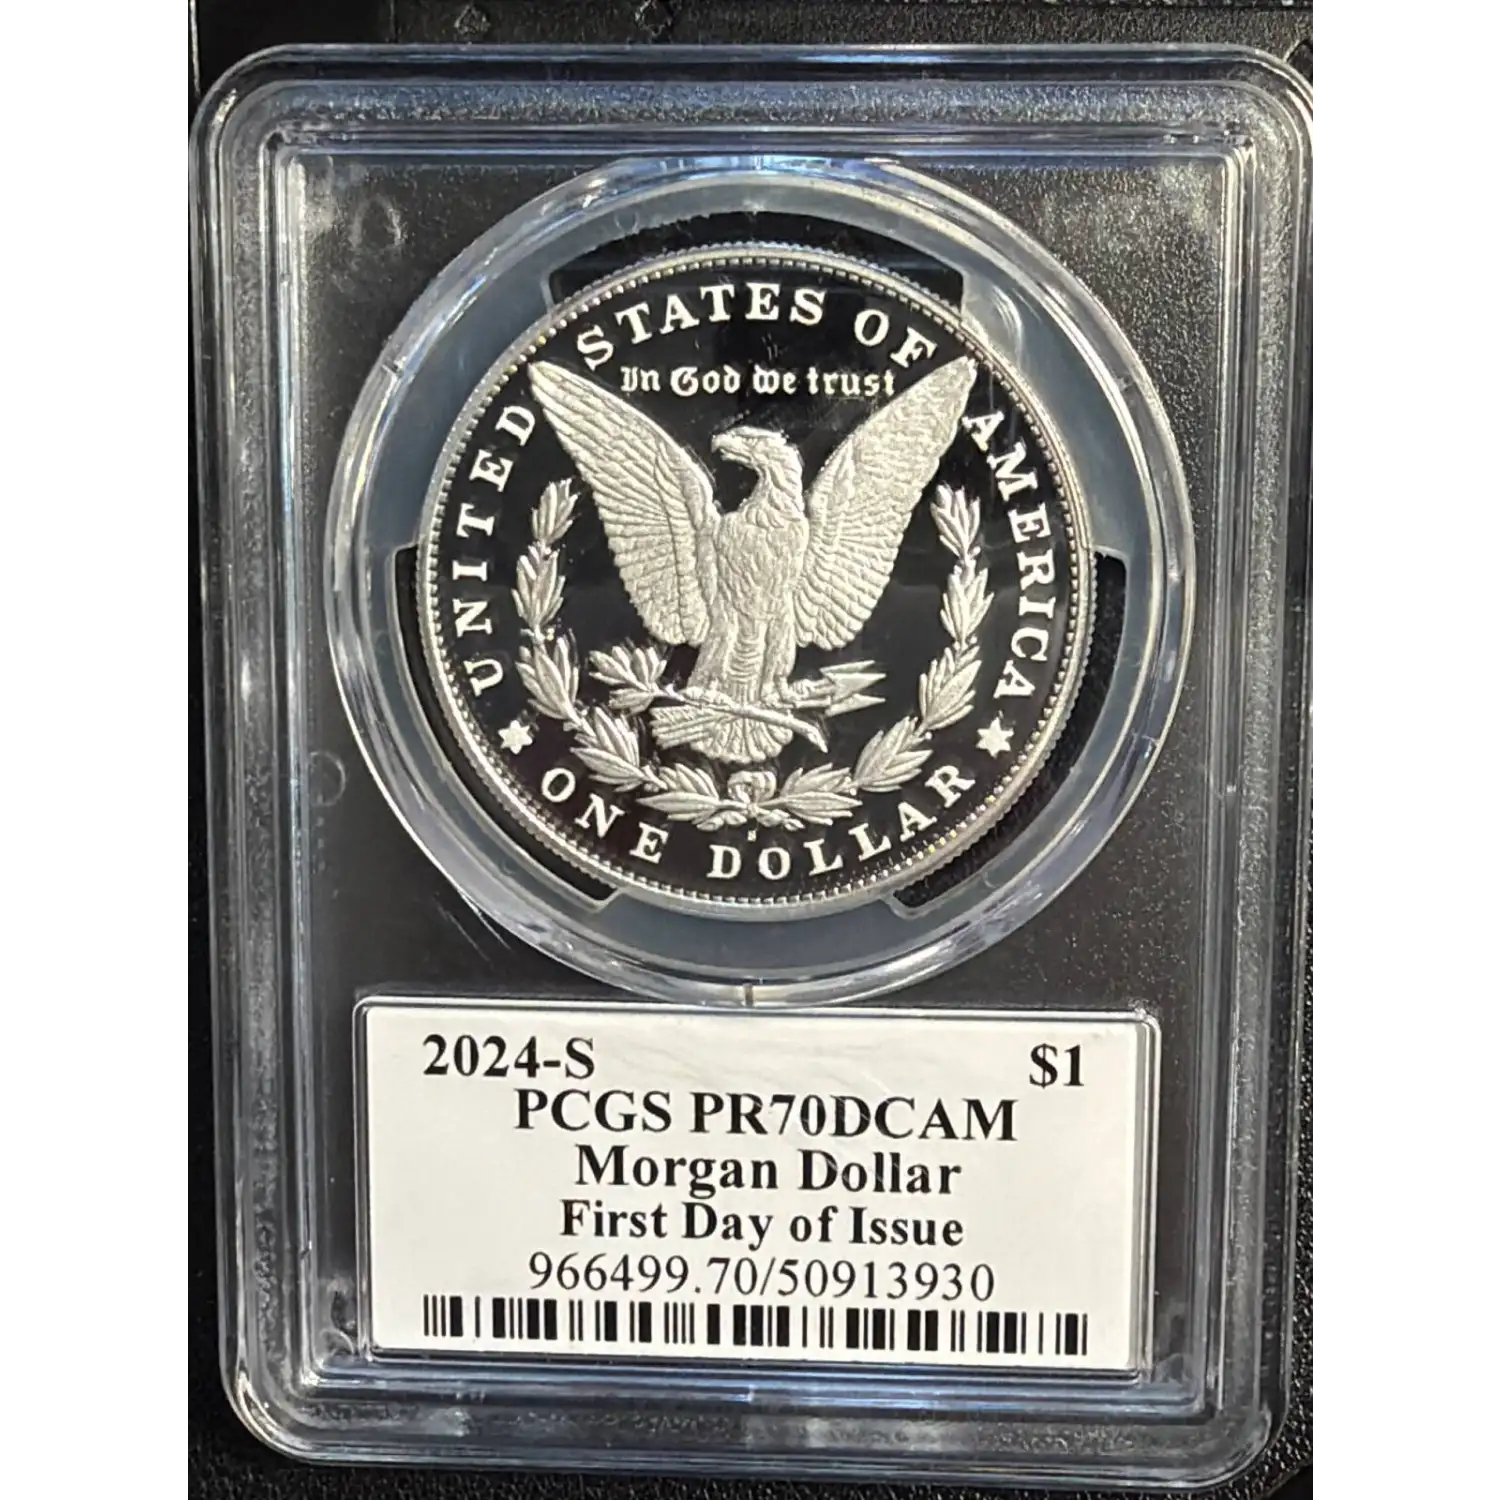 UNITED STATES OF AMERICA
In God we trust
S
ONE DOLLAR
2024-S $1
PCGS PR70DCAM
Morgan Dollar
First Day of Issue
966499.70/50913930